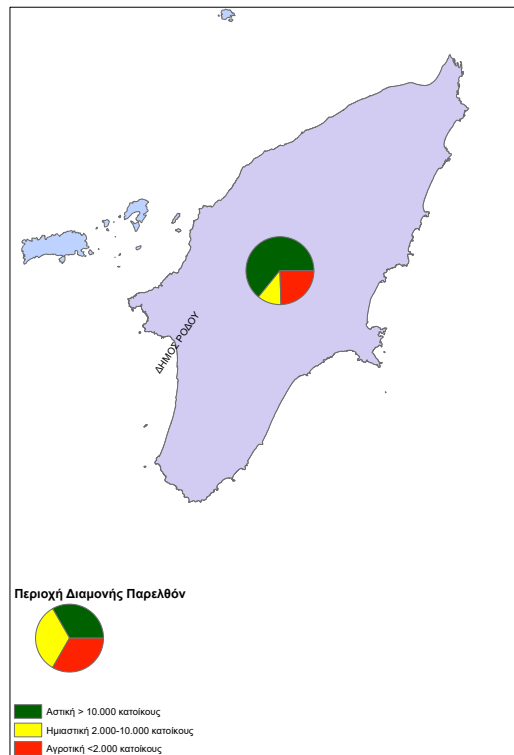 ΔΗΜΟΣ ΡΟΔΟΥ
Περιοχή Διαμονής Παρελθόν
Αστική > 10.000 κατοίκους
Ημιαστική 2.000-10.000 κατοίκους
Αγροτική <2.000 κατοίκους